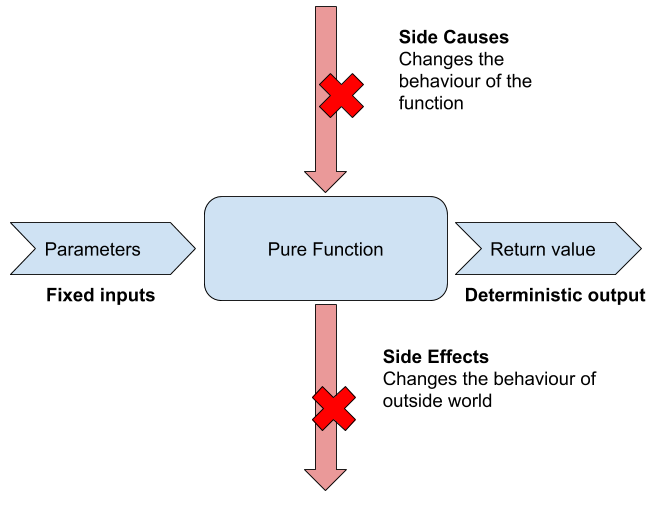 Side Causes
Changes the
behaviour of the
function
Parameters
Pure Function
Return value
Fixed inputs
Deterministic output
Side Effects
Changes the behaviour of
outside world